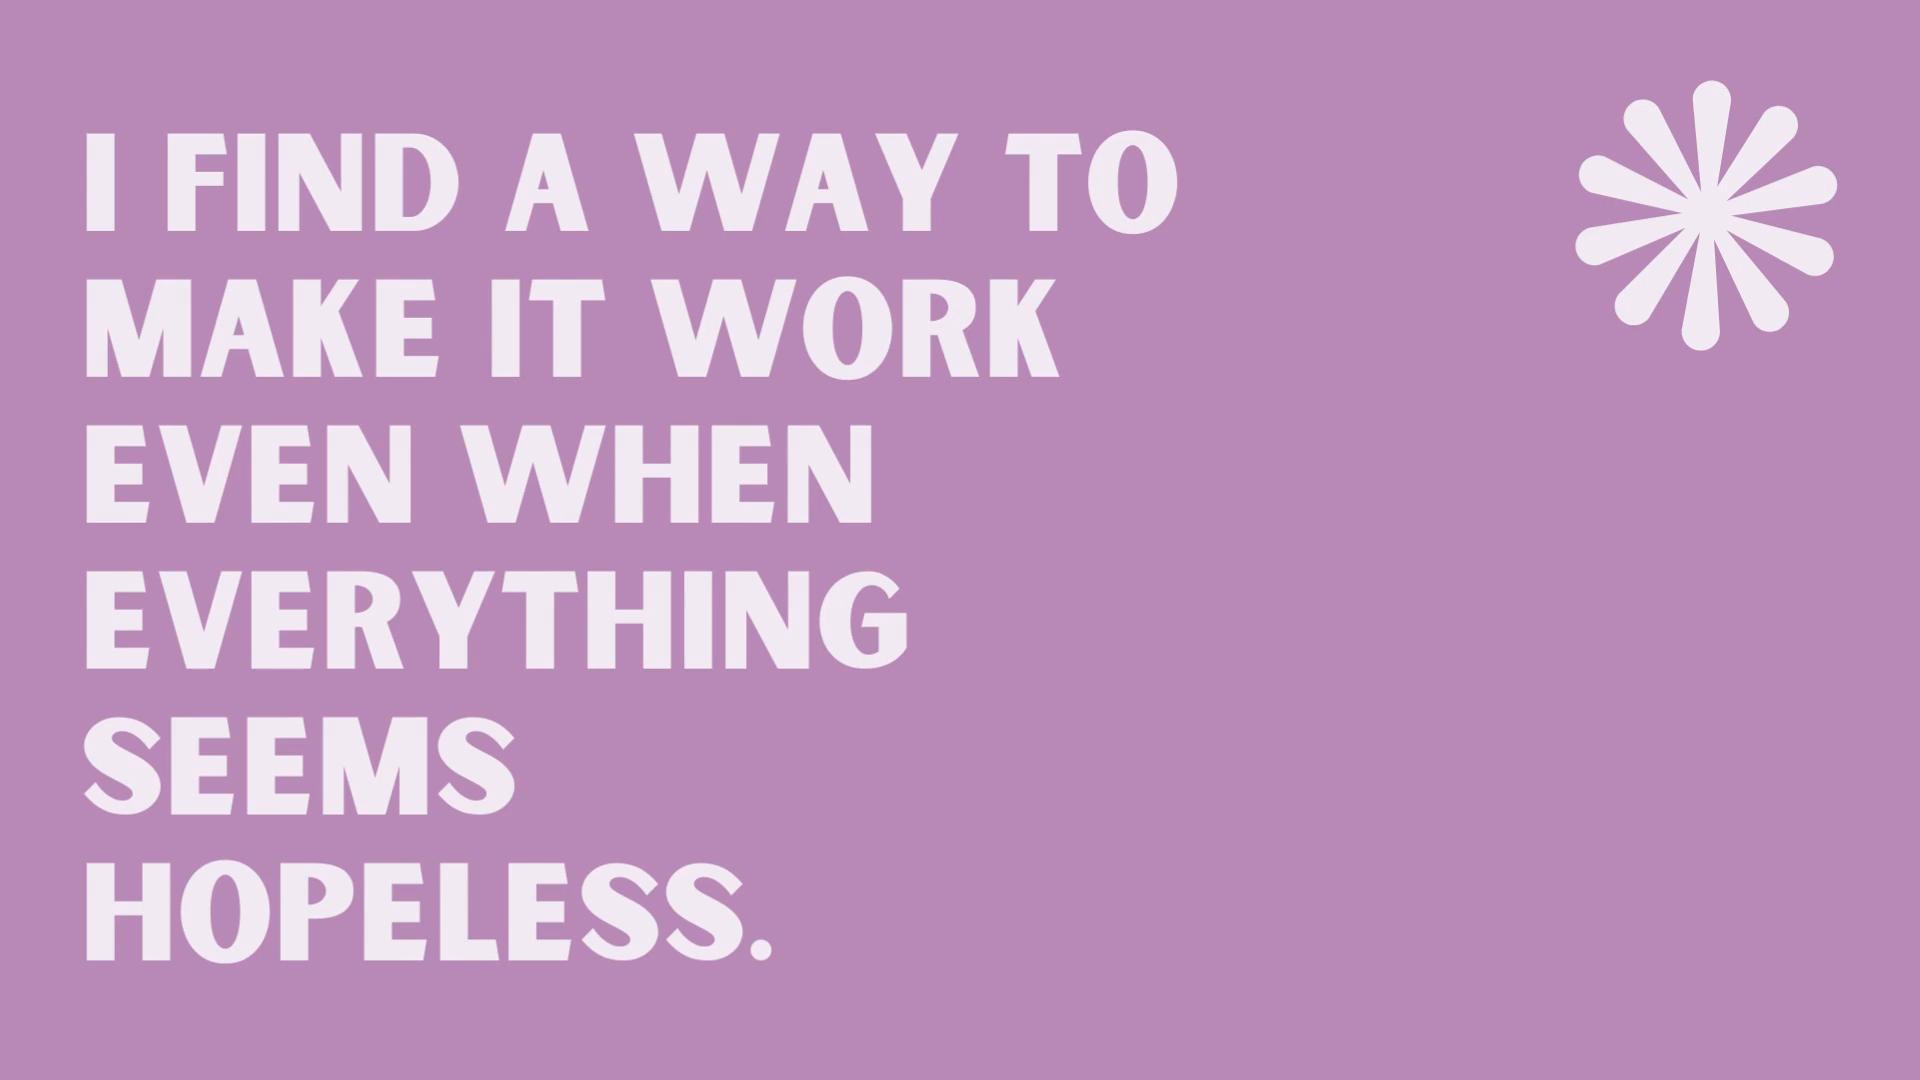 I FIND A WAY TO
MAKE IT WORK
EVEN WHEN
EVERYTHING
SEEMS
HOPELESS.